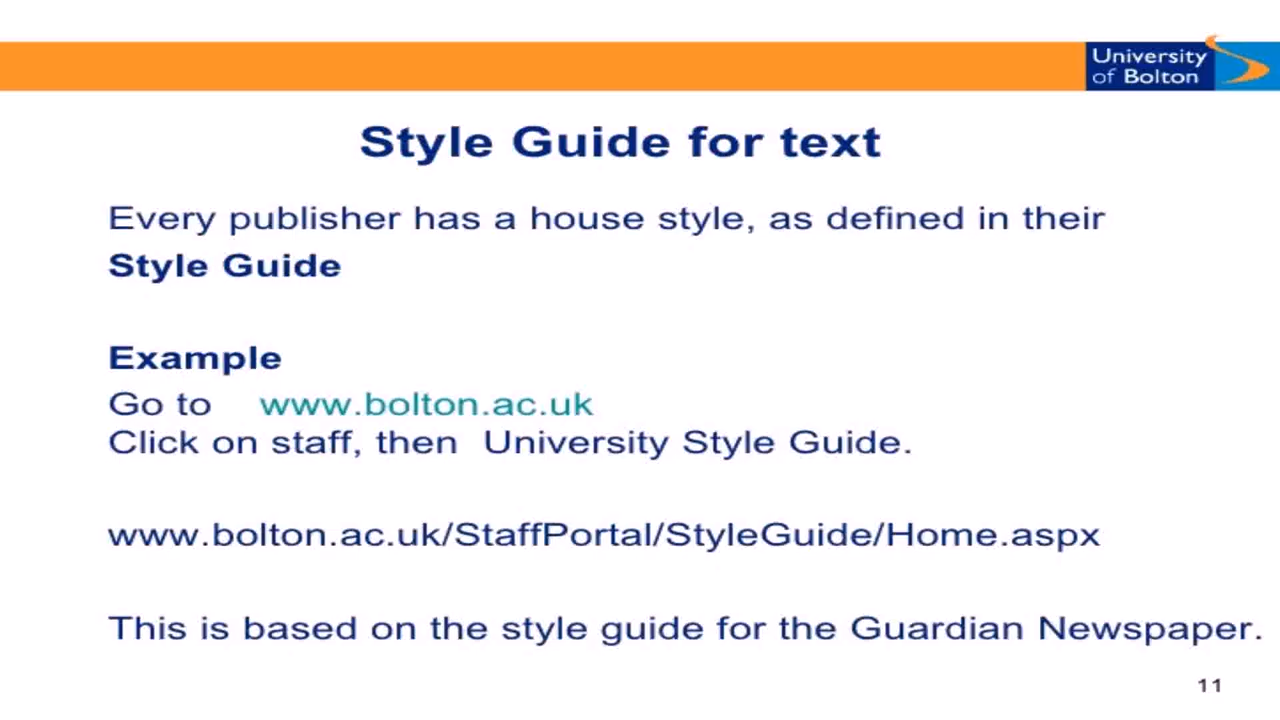 University
of Bolton
Style Guide for text
Every publisher has a house style, as defined in their
Style Guide
Example
Go to www.bolton.ac.uk
Click on staff, then University Style Guide.
www.bolton.ac.uk/StaffPortal/StyleGuide/Home.aspx
This is based on the style guide for the Guardian Newspaper.
11